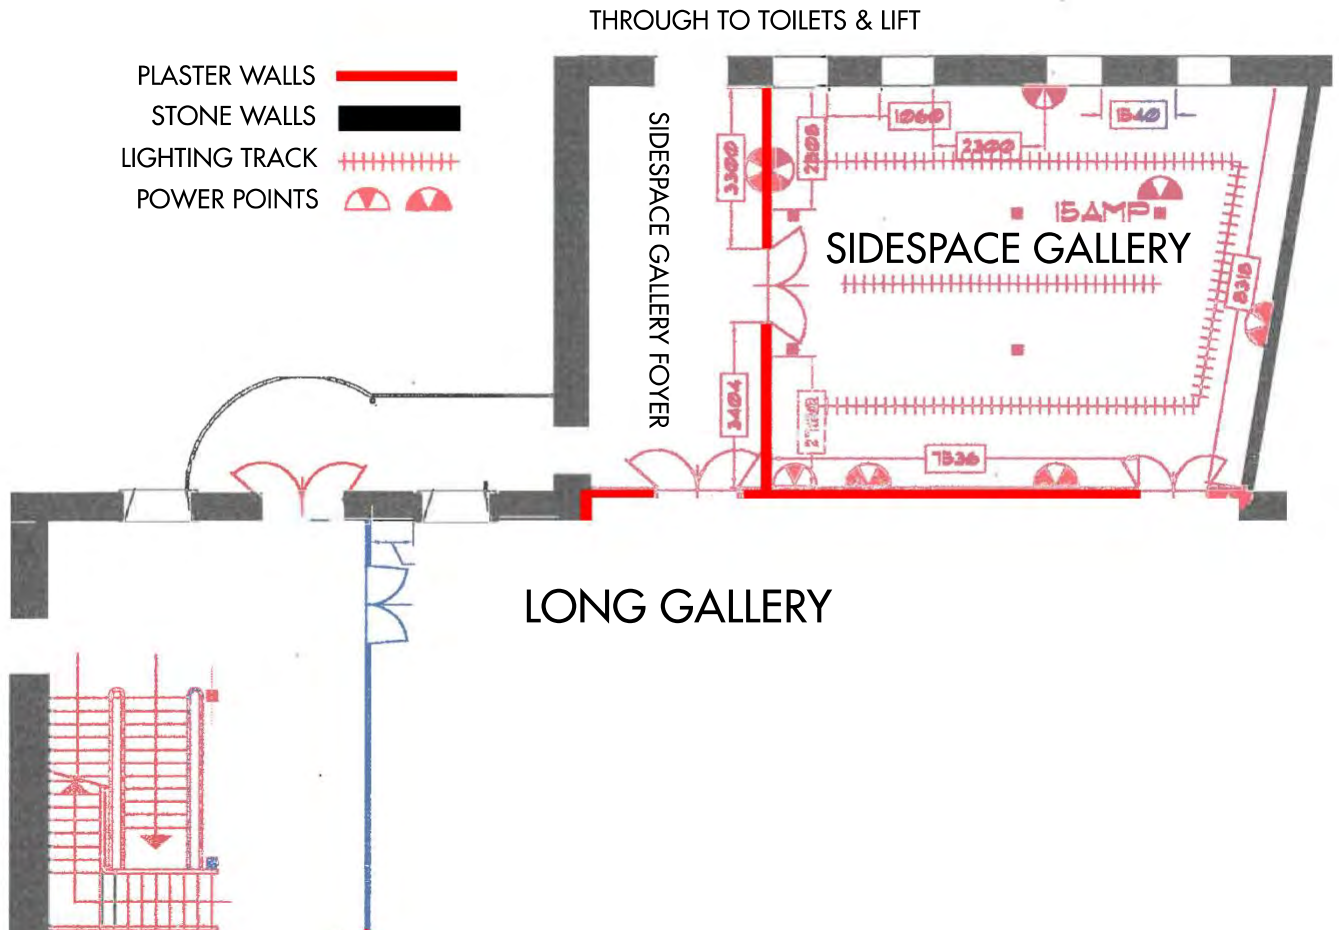 THROUGH TO TOILETS & LIFT
PLASTER WALLS
STONE WALLS
LIGHTING TRACK
POWER POINTS
SIDESPACE GALLERY FOYER
1060
1540
2300
3300
15AMP
SIDESPACE GALLERY
8318
3404
7536
LONG GALLERY